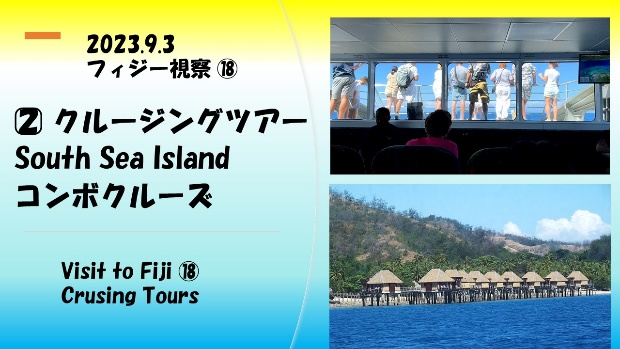 2023.9.3
フィジー視察 ⑱
② クルージングツアー
South Sea Island
コンボクルーズ
Visit to Fiji ⑱
Crusing Tours